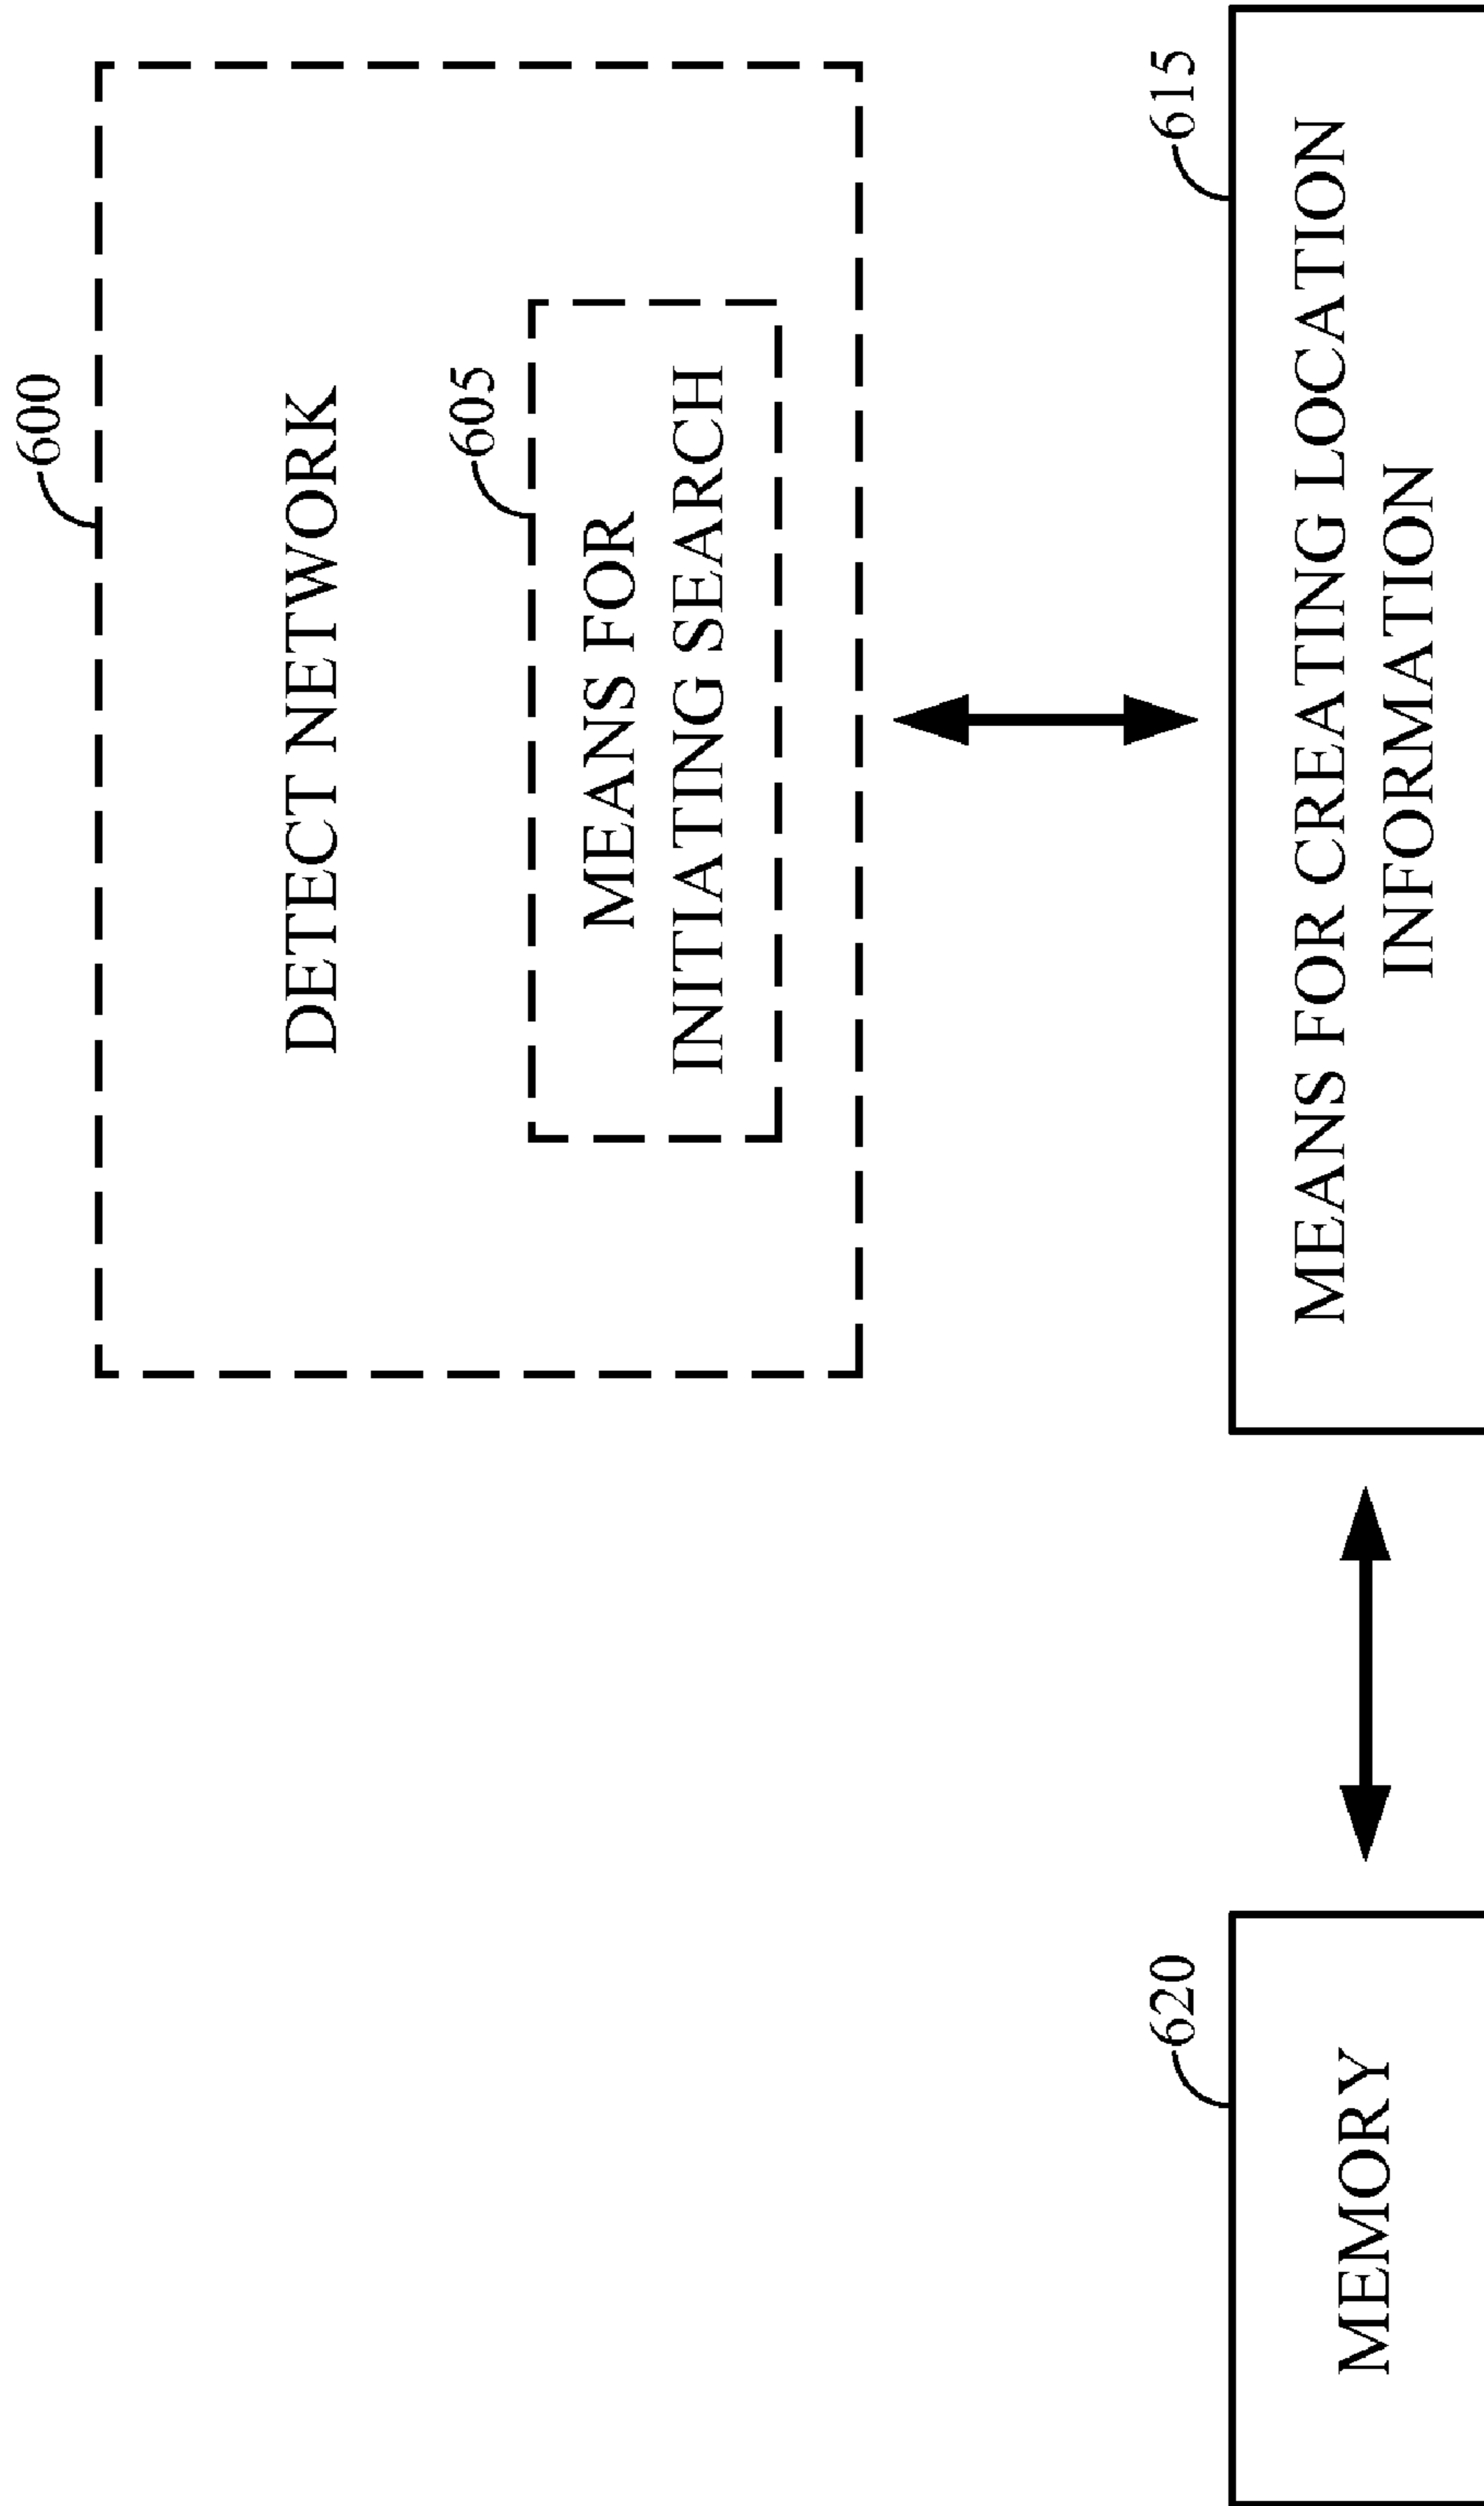 600
DETECT NETWORK
605
MEANS FOR
INITIATING SEARCH
615
MEANS FOR CREATING LOCATION
INFORMATION
620
MEMORY